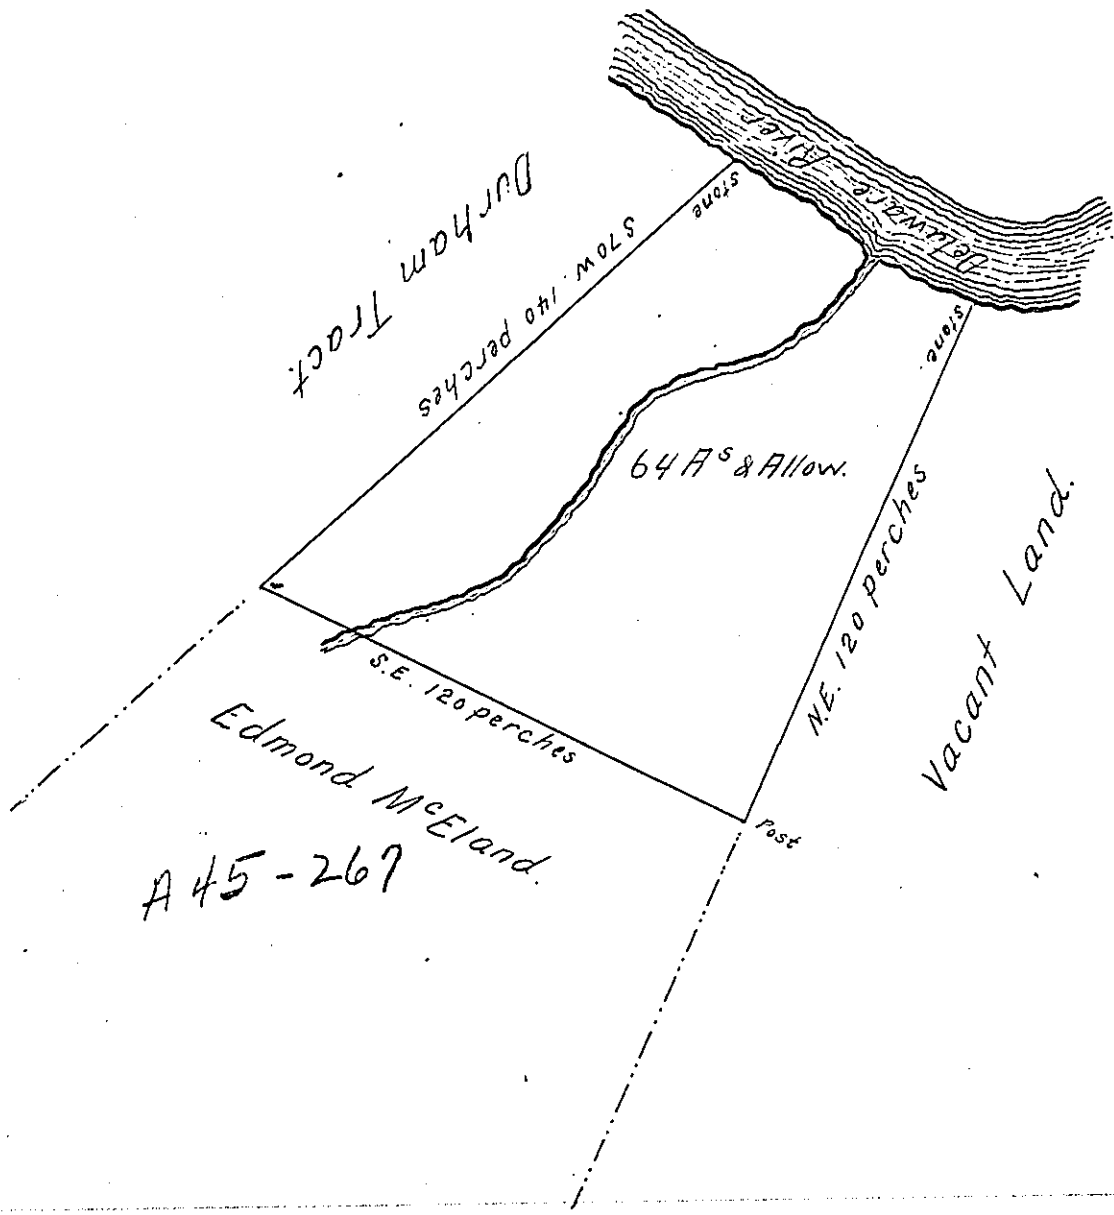 Delaware River
Durham Tract.
stone
S 70 W. 140 perches
stone
64 Aˢ & Allow.
N.E. 120 perches
Vacant Land.
S.E. 120 perches
Edmond MᶜEland.
Post
A 45-267